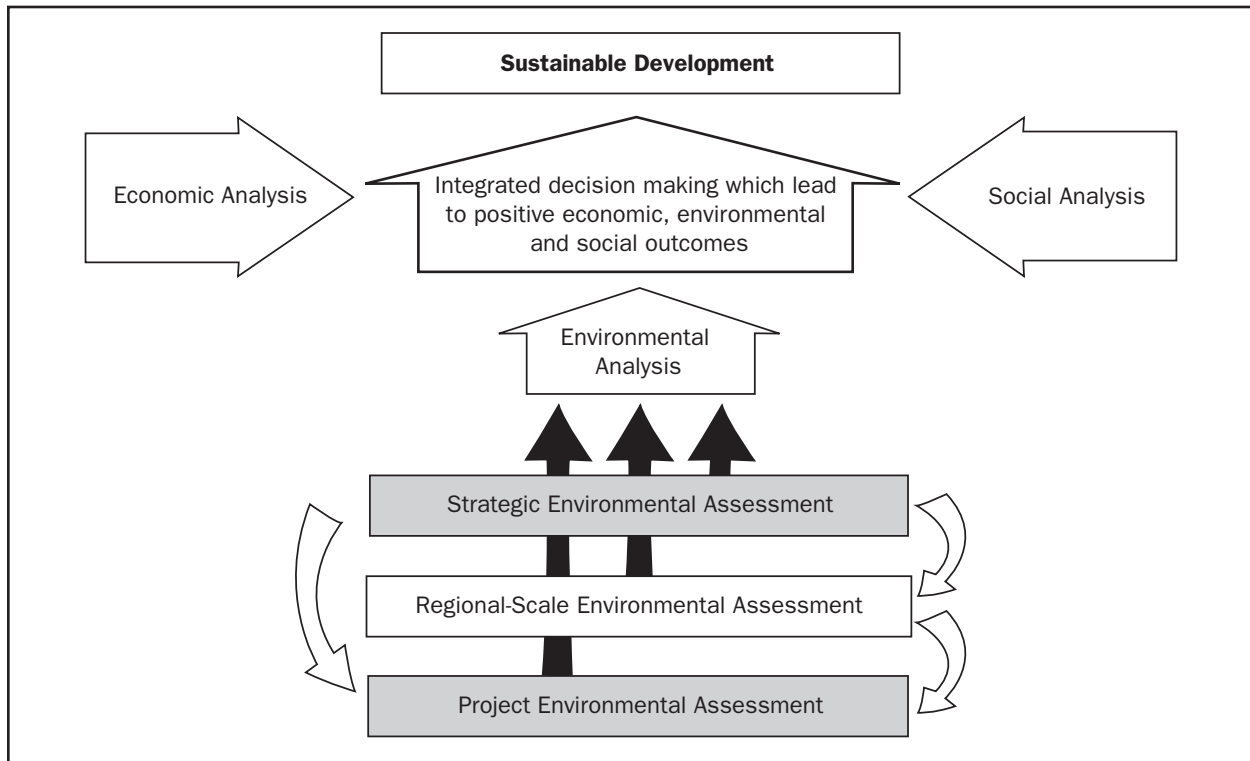 Sustainable Development
Economic Analysis
Integrated decision making which lead
to positive economic, environmental
and social outcomes
Social Analysis
Environmental
Analysis
Strategic Environmental Assessment
Regional-Scale Environmental Assessment
Project Environmental Assessment